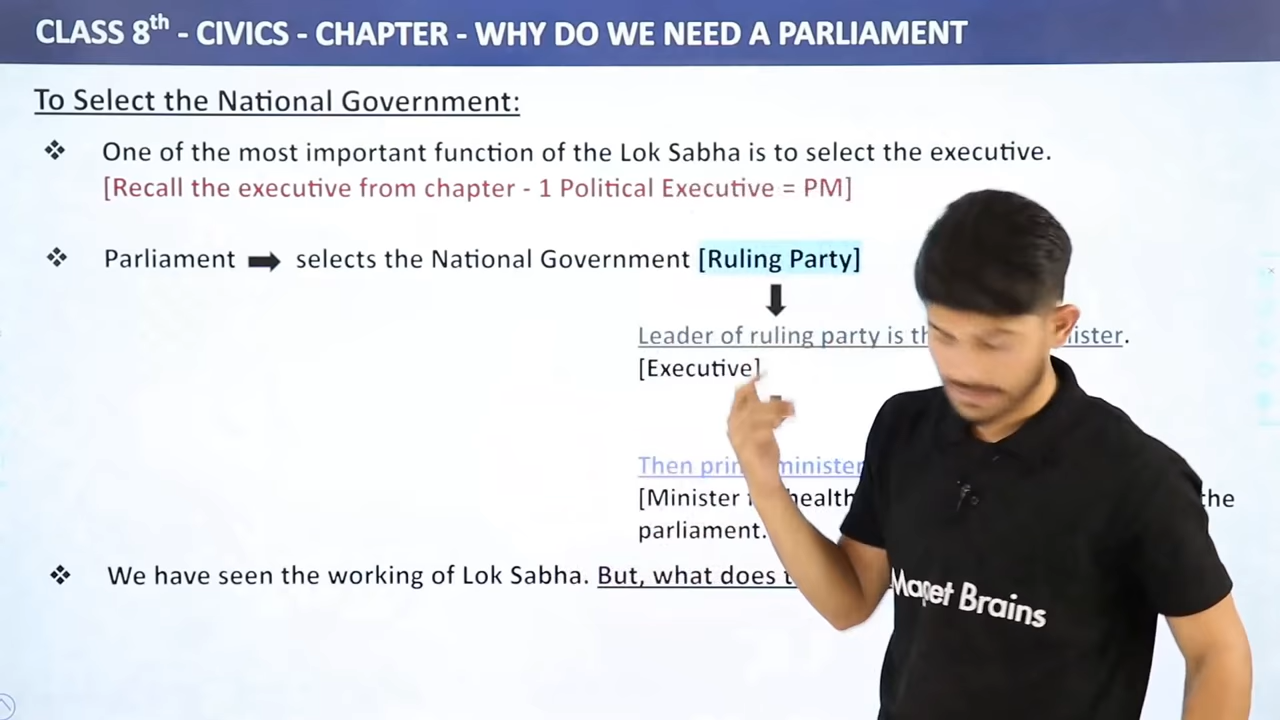 CLASS 8th - CIVICS - CHAPTER - WHY DO WE NEED A PARLIAMENT
To Select the National Government:
❖ One of the most important function of the Lok Sabha is to select the executive.
[Recall the executive from chapter - 1 Political Executive = PM]
❖ Parliament ➡ selects the National Government [Ruling Party]
Leader of ruling party is
[Executive]
Then minister
[Minister health the
parliament.
❖ We have seen the working of Lok Sabha. But, what does
Magnet Brains